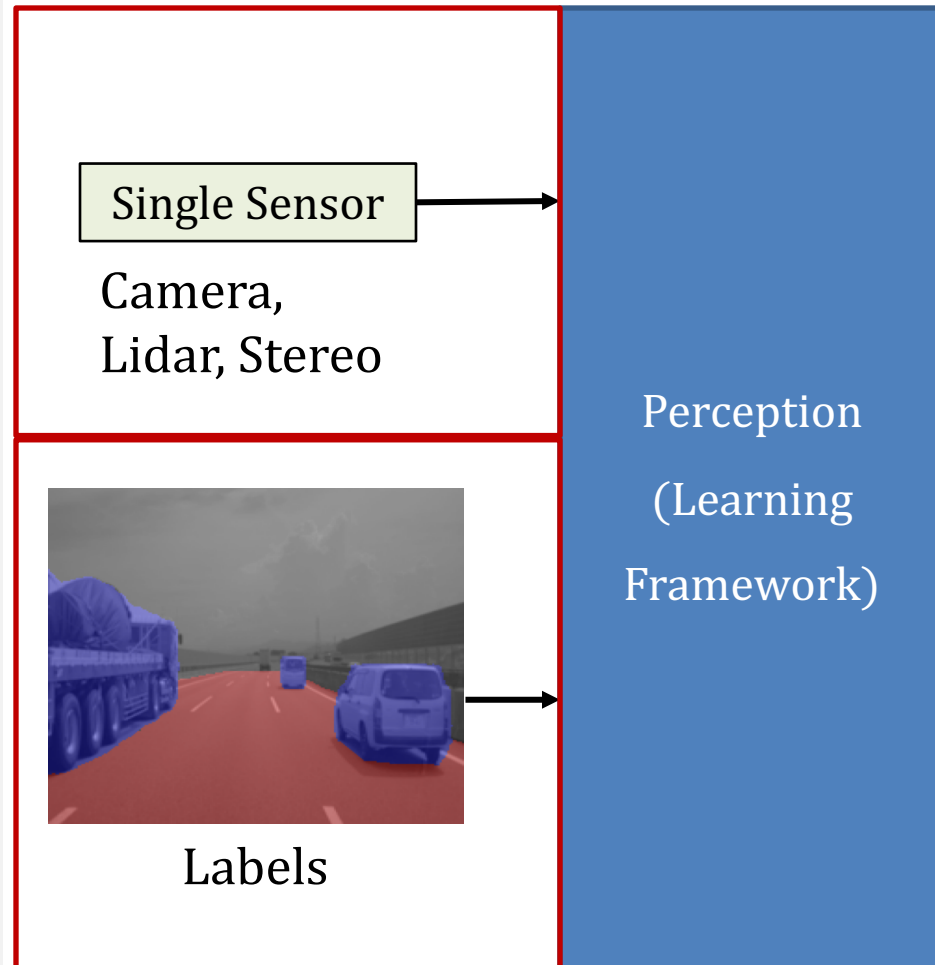 Single Sensor
Camera,
Lidar, Stereo
Labels
Perception
(Learning
Framework)